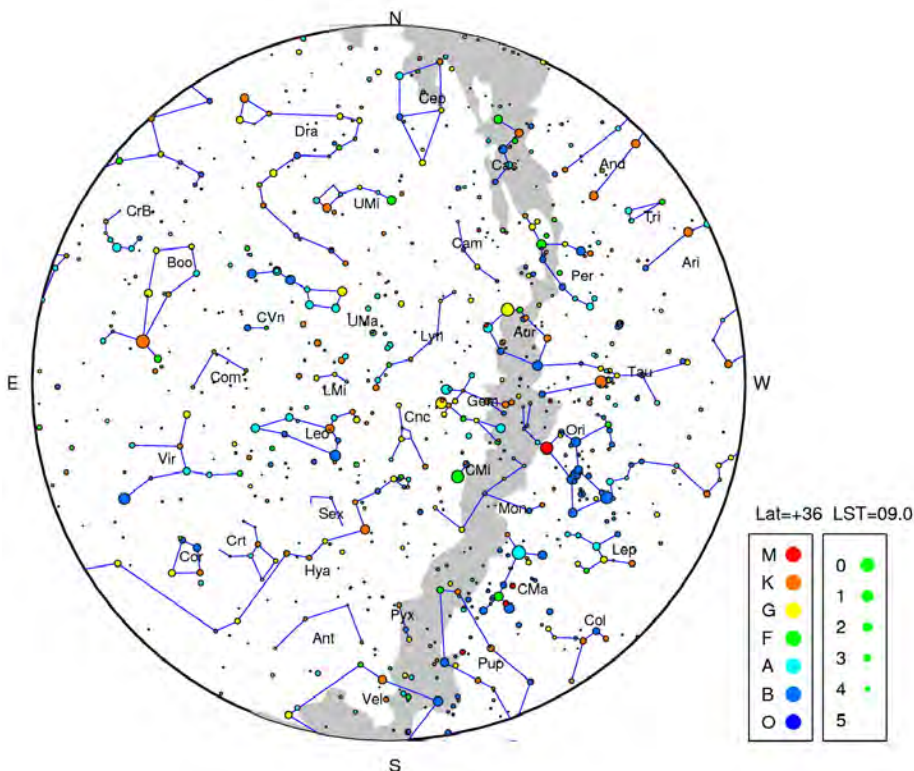 N
Cep
Dra
Cas
And
UMi
CrB
Tri
Cam
Boo
Per
Ari
CVn
UMa
Lyn
Aur
E
Com
LMi
Gem
Tau
W
Cnc
Leo
Ori
Vir
CMi
Sex
Mon
Lat=+36 LST=09.0
Crt
Cor
Hya
Lep
M 0
K 1
G 2
F 3
A 4
B 5
O
CMa
Pyx
Ant
Col
Pup
Vel
S